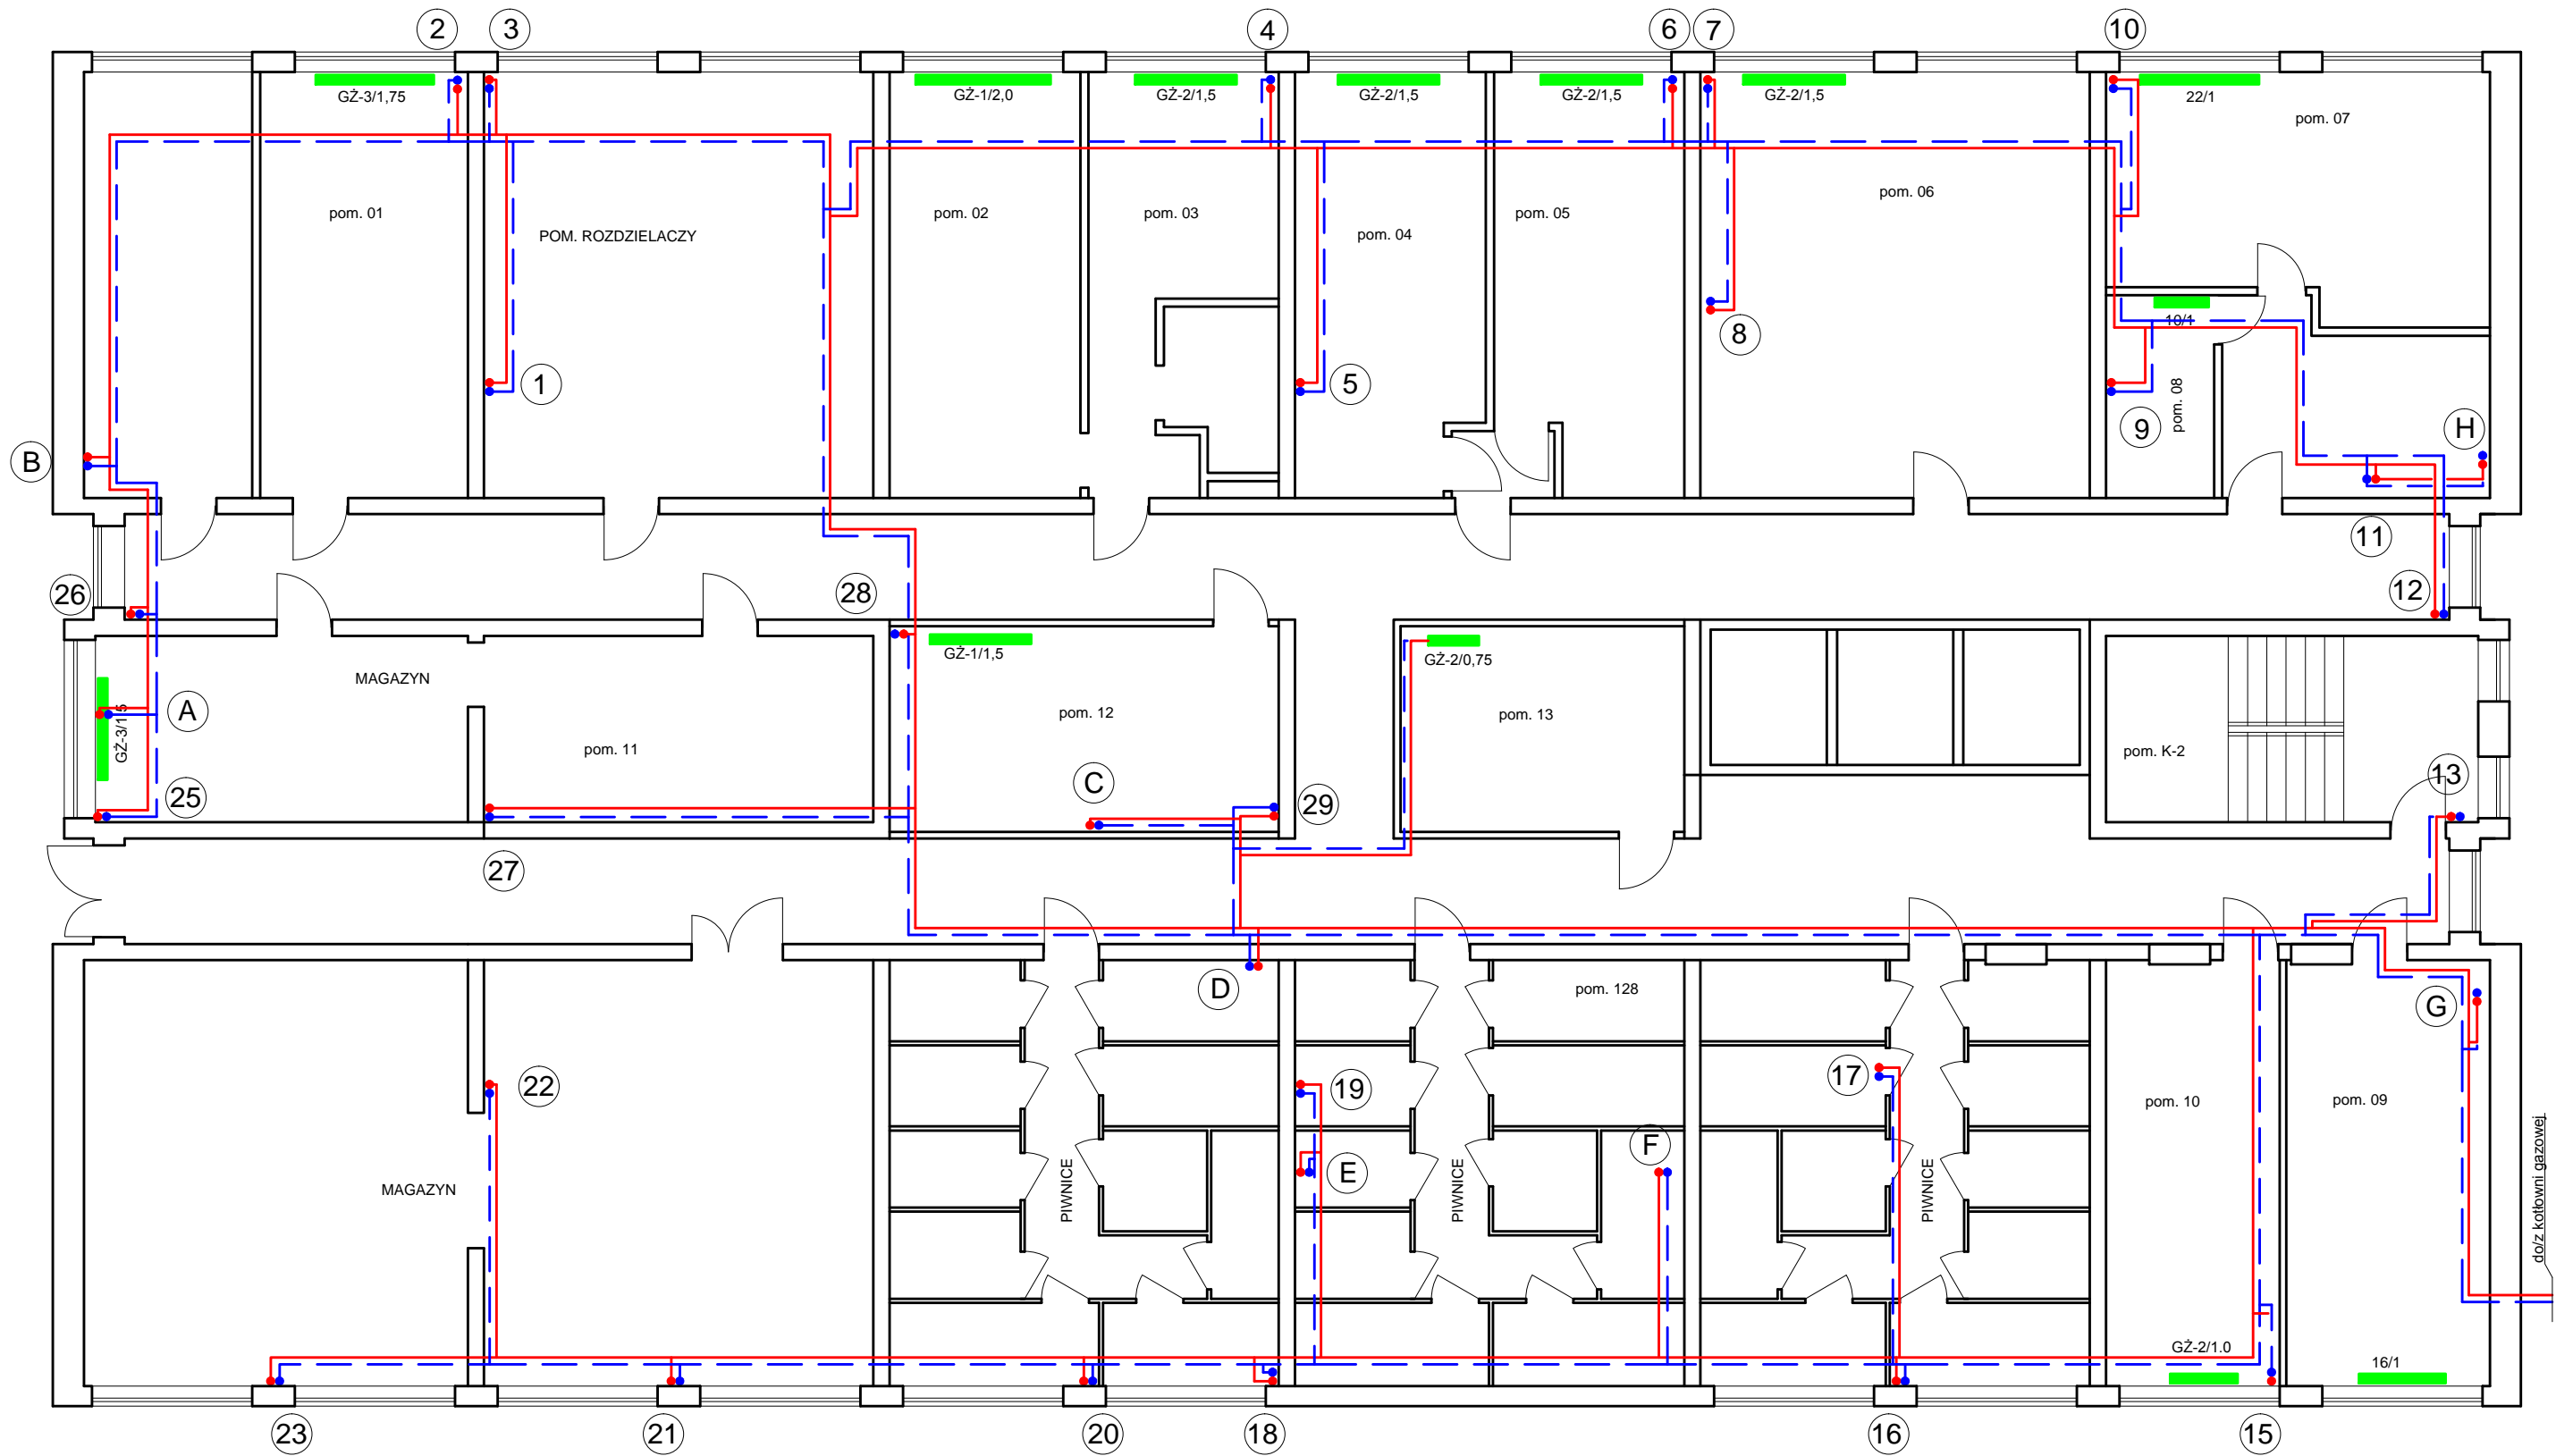 2
3
4
6
7
10
GŻ-3/1,75
GŻ-1/2,0
GŻ-2/1,5
GŻ-2/1,5
GŻ-2/1,5
GŻ-2/1,5
22/1
pom. 07
pom. 01
POM. ROZDZIELACZY
pom. 02
pom. 03
pom. 04
pom. 05
pom. 06
10/1
8
1
5
9
pom. 08
H
B
11
26
28
12
GŻ-1/1,5
GŻ-2/0,75
MAGAZYN
A
GŻ-3/1,5
pom. 11
pom. 12
pom. 13
pom. K-2
25
C
29
13
27
D
pom. 128
G
22
19
17
pom. 10
pom. 09
E
F
MAGAZYN
PIWNICE
PIWNICE
PIWNICE
do/z kotłowni gazowej
GŻ-2/1.0
16/1
23
21
20
18
16
15